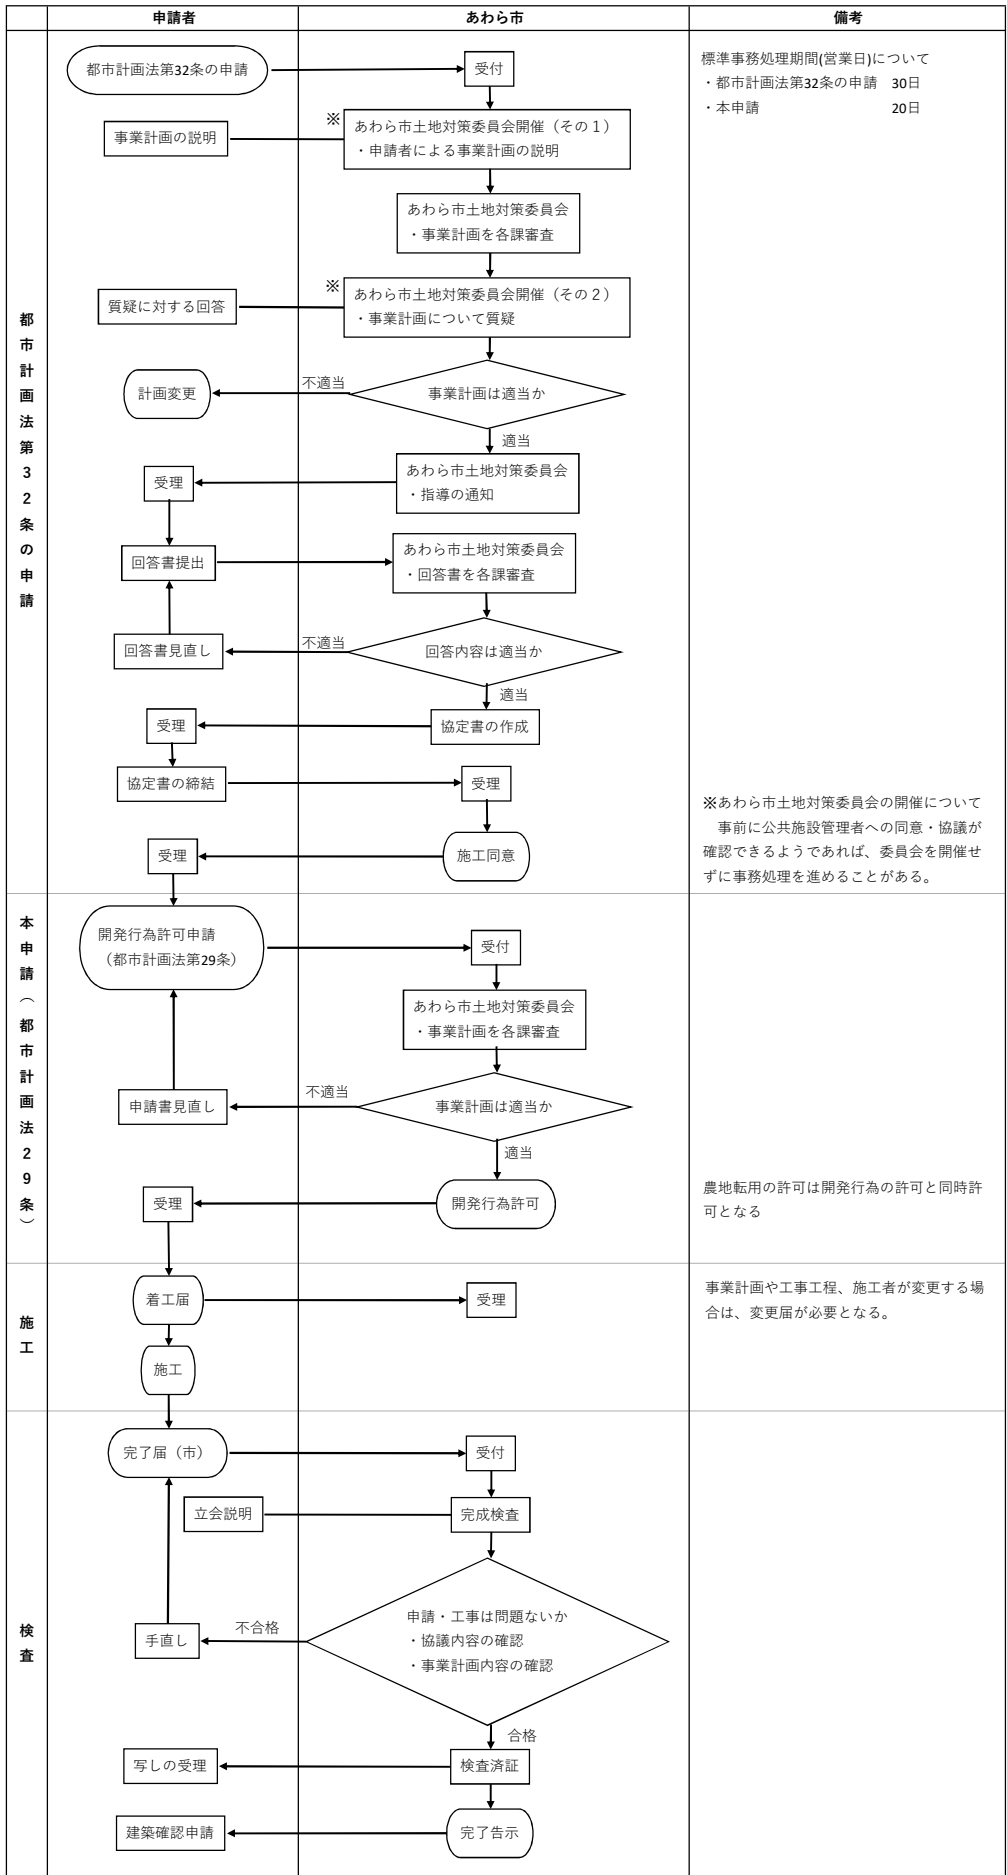 申請者
あわら市
備考
都市計画法第32条の申請
都市計画法第32条の申請
受付
標準事務処理期間(営業日)について
・都市計画法第32条の申請　30日
・本申請　20日
※
事業計画の説明
あわら市土地対策委員会開催（その１）
・申請者による事業計画の説明
あわら市土地対策委員会
・事業計画を各課審査
※
質疑に対する回答
あわら市土地対策委員会開催（その２）
・事業計画について質疑
計画変更
不適当
事業計画は適当か
適当
受理
あわら市土地対策委員会
・指導の通知
回答書提出
あわら市土地対策委員会
・回答書を各課審査
回答書見直し
不適当
回答内容は適当か
適当
受理
協定書の作成
協定書の締結
受理
受理
施工同意
※あわら市土地対策委員会の開催について
事前に公共施設管理者への同意・協議が
確認できるようであれば、委員会を開催せ
ずに事務処理を進めることがある。
本申請（都市計画法29条）
開発行為許可申請
（都市計画法第29条）
受付
あわら市土地対策委員会
・事業計画を各課審査
申請書見直し
不適当
事業計画は適当か
適当
受理
開発行為許可
農地転用の許可は開発行為の許可と同時許
可となる
施工
着工届
受理
事業計画や工事工程、施工者が変更する場
合は、変更届が必要となる。
施工
検査
完了届（市）
受付
立会説明
完成検査
手直し
不合格
申請・工事は問題ないか
・協議内容の確認
・事業計画内容の確認
合格
写しの受理
検査済証
建築確認申請
完了告示